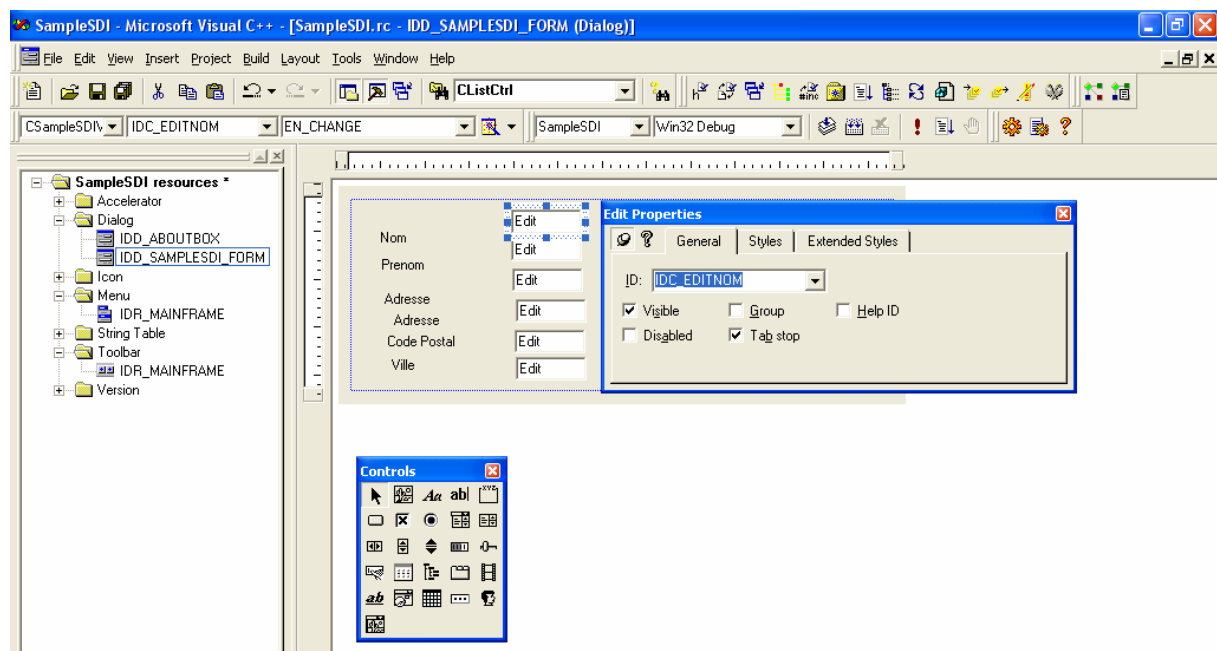 SampleSDI - Microsoft Visual C++ - [SampleSDI.rc - IDD_SAMPLESDI_FORM (Dialog)]
File Edit View Insert Project Build Layout Tools Window Help
CListCtrl
CSampleSDIV IDC_EDITNOM EN_CHANGE SampleSDI Win32 Debug
SampleSDI resources *
Accelerator
Dialog
IDD_ABOUTBOX
IDD_SAMPLESDI_FORM
Icon
Menu
IDR_MAINFRAME
String Table
Toolbar
IDR_MAINFRAME
Version
Edit
Nom
Edit
Prenom
Edit
Adresse
Edit
Adresse
Code Postal Edit
Ville Edit
Edit Properties
General Styles Extended Styles
ID: IDC_EDITNOM
Visible Group Help ID
Disabled Tab stop
Controls
Aa ab|
ab